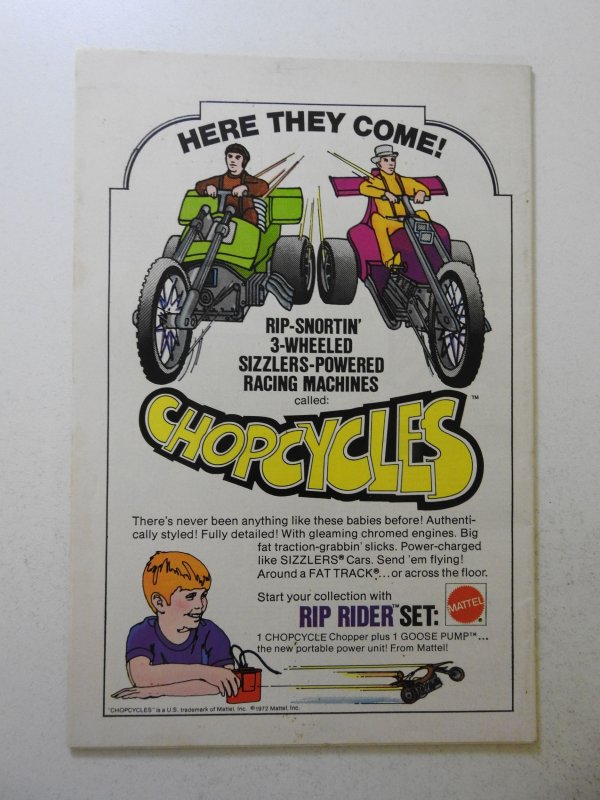 HERE THEY COME!
RIP-SNORTIN'
3-WHEELED
SIZZLERS-POWERED
RACING MACHINES
called:
CHOPCYCLES™
There's never been anything like these babies before! Authenti-
cally styled! Fully detailed! With gleaming chromed engines. Big
fat traction-grabbin' slicks. Power-charged
like SIZZLERS® Cars. Send 'em flying!
Around a FAT TRACK®...or across the floor.
Start your collection with
RIP RIDER™ SET:
MATTEL®
1 CHOPCYCLE Chopper plus 1 GOOSE PUMP™...
the new portable power unit! From Mattel!
"CHOPCYCLES" is a U.S. trademark of Mattel, Inc. ©1972 Mattel, Inc.